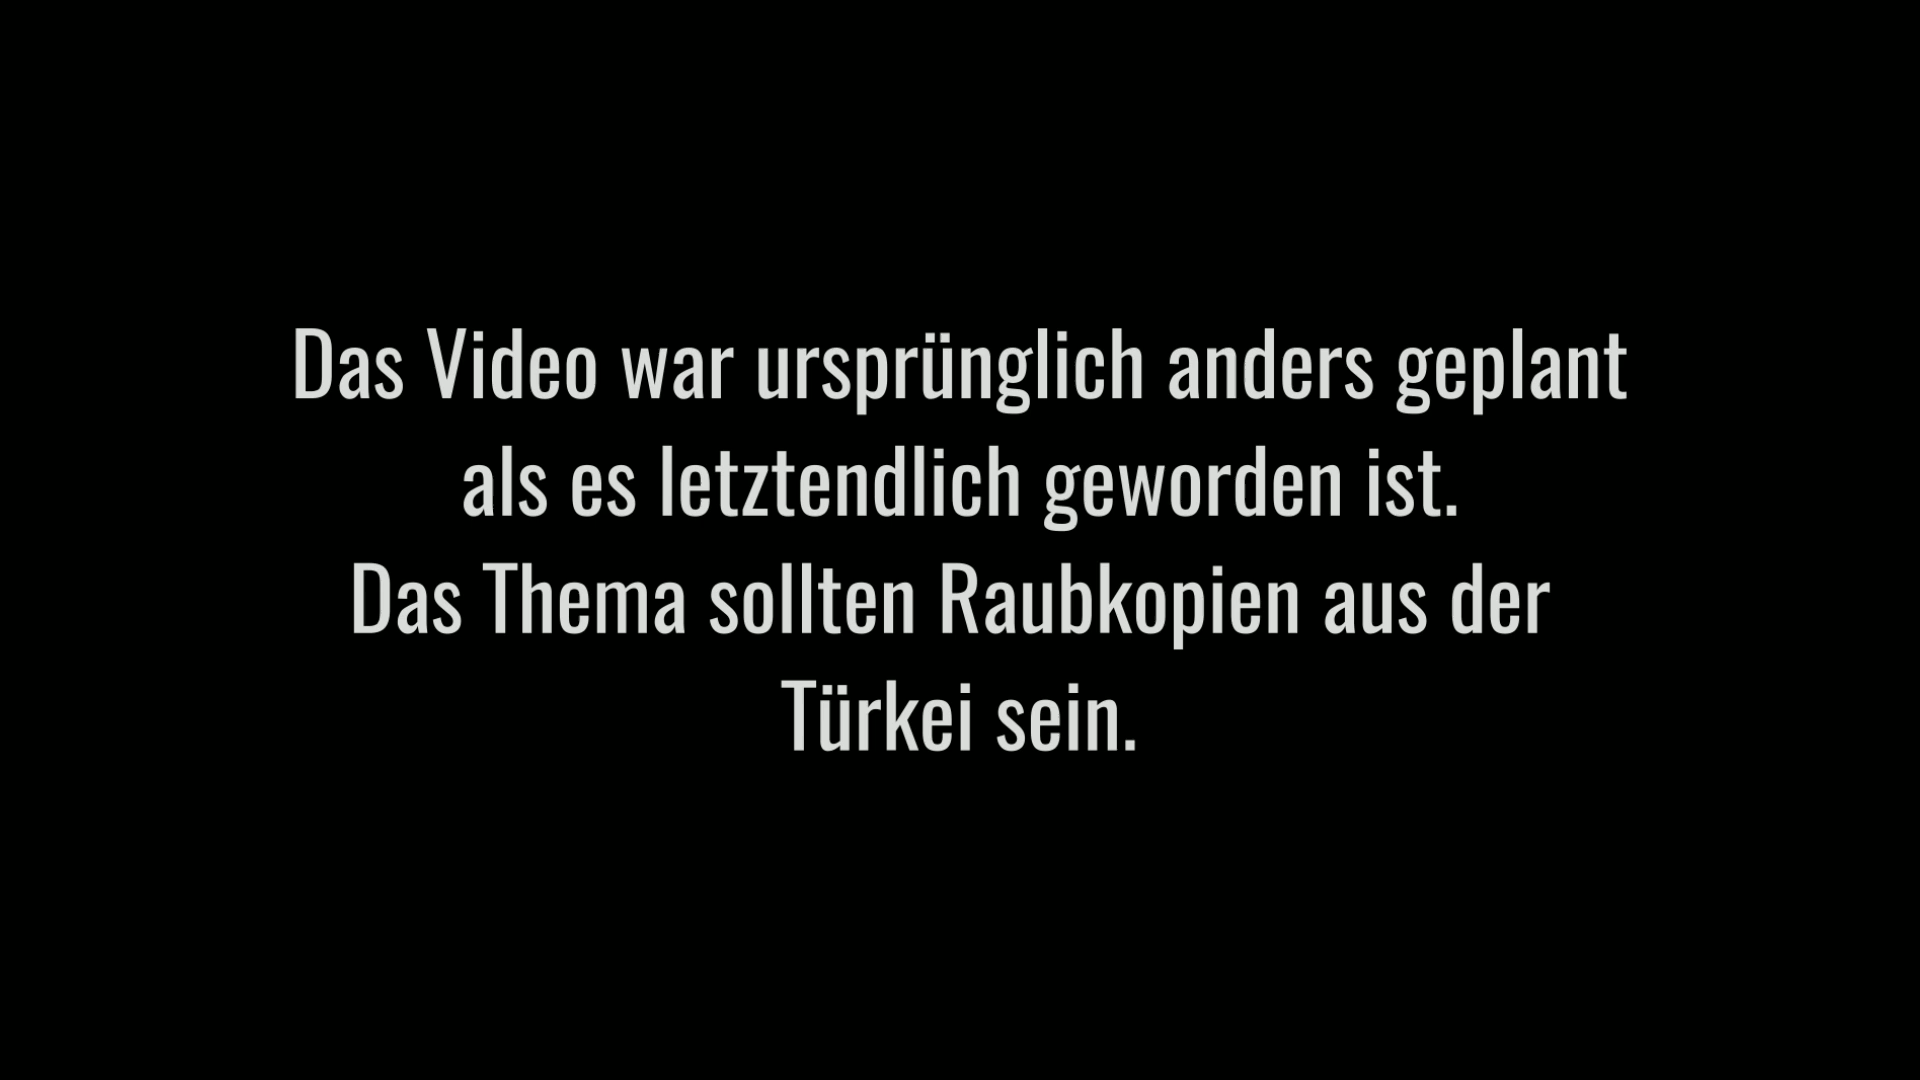 Das Video war ursprünglich anders geplant
als es letztendlich geworden ist.
Das Thema sollten Raubkopien aus der
Türkei sein.